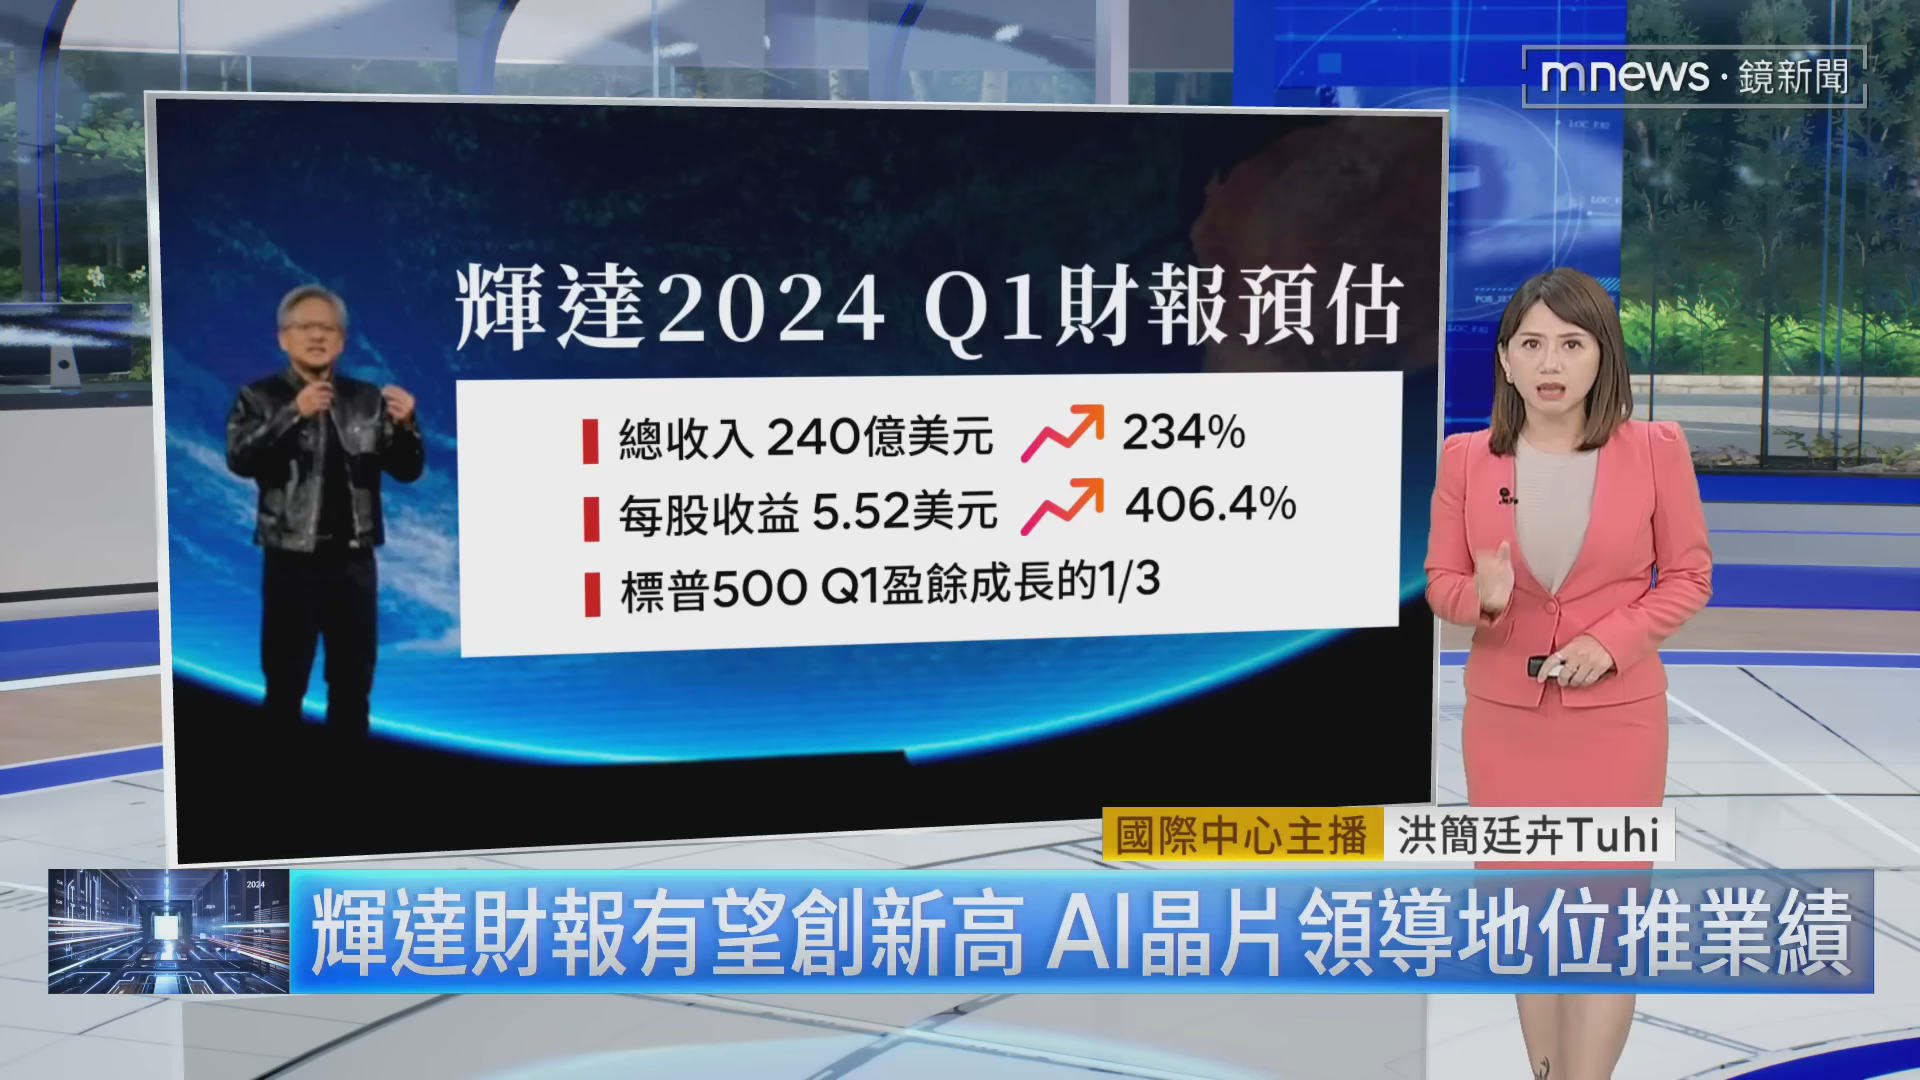 mnews·鏡新聞
輝達2024 Q1財報預估
總收入 240億美元 234%
每股收益 5.52美元 406.4%
標普500 Q1盈餘成長的1/3
國際中心主播 洪簡廷卉Tuhi
2024
輝達財報有望創新高 AI晶片領導地位推業績